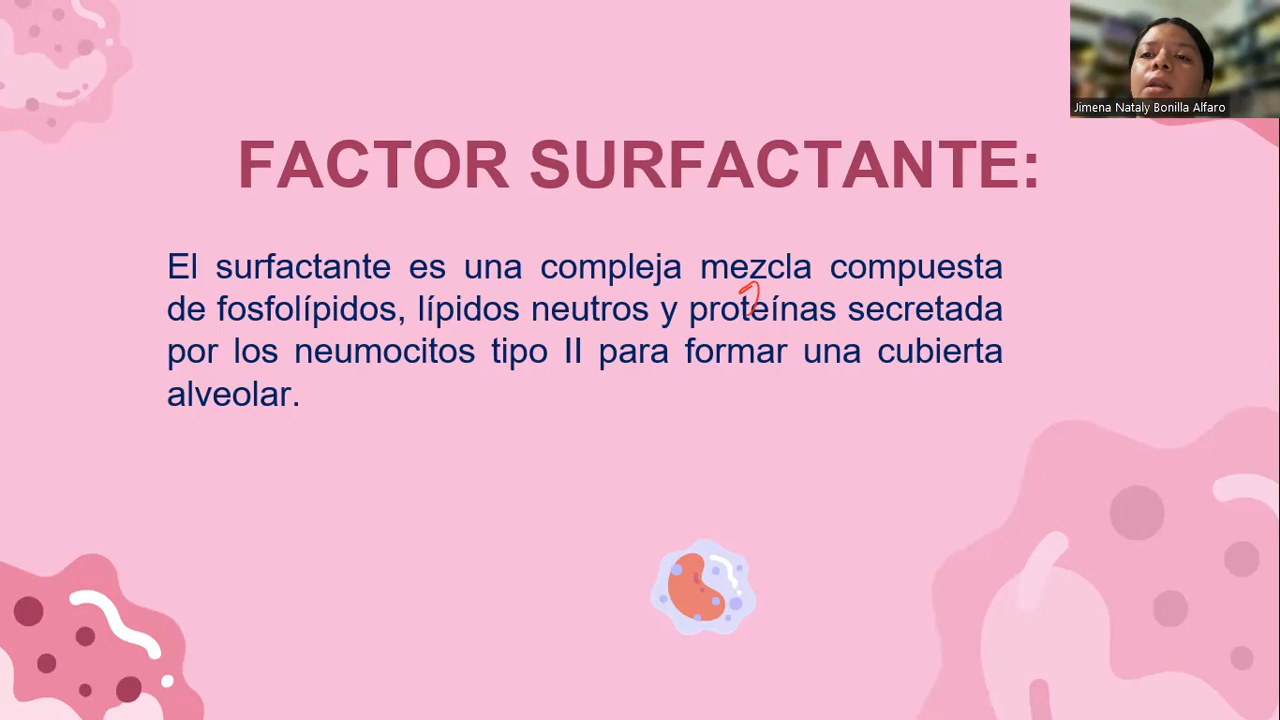 Jimena Nataly Bonilla Alfaro
FACTOR SURFACTANTE:
El surfactante es una compleja mezcla compuesta
de fosfolípidos, lípidos neutros y proteínas secretada
por los neumocitos tipo II para formar una cubierta
alveolar.